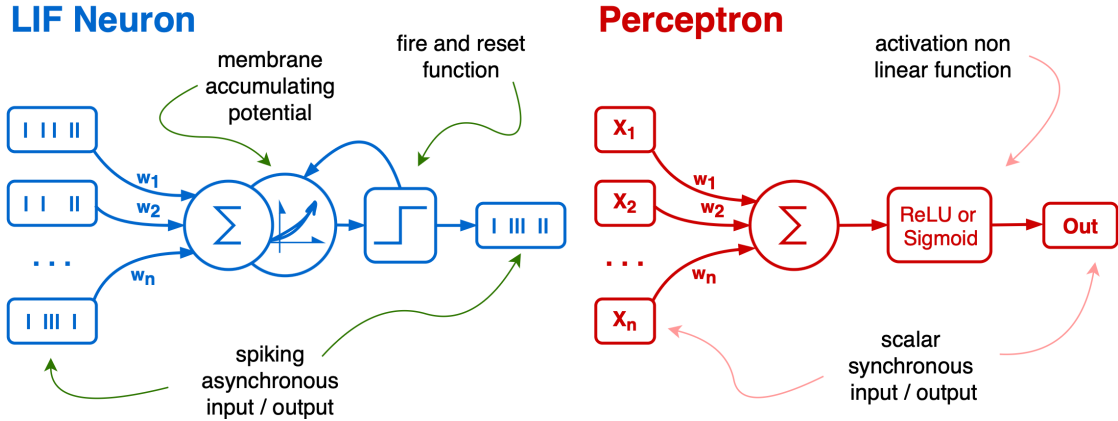 LIF Neuron
membrane
accumulating
potential
fire and reset
function
w1
w2
. . .
wn
Σ
spiking
asynchronous
input / output
Perceptron
activation non
linear function
X1
X2
. . .
Xn
w1
w2
wn
Σ
ReLU or
Sigmoid
Out
scalar
synchronous
input / output